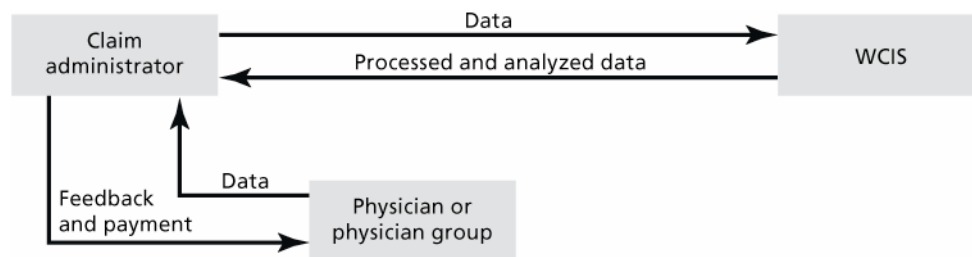 Claim
administrator
Data
Processed and analyzed data
WCIS
Data
Feedback
and payment
Physician or
physician group